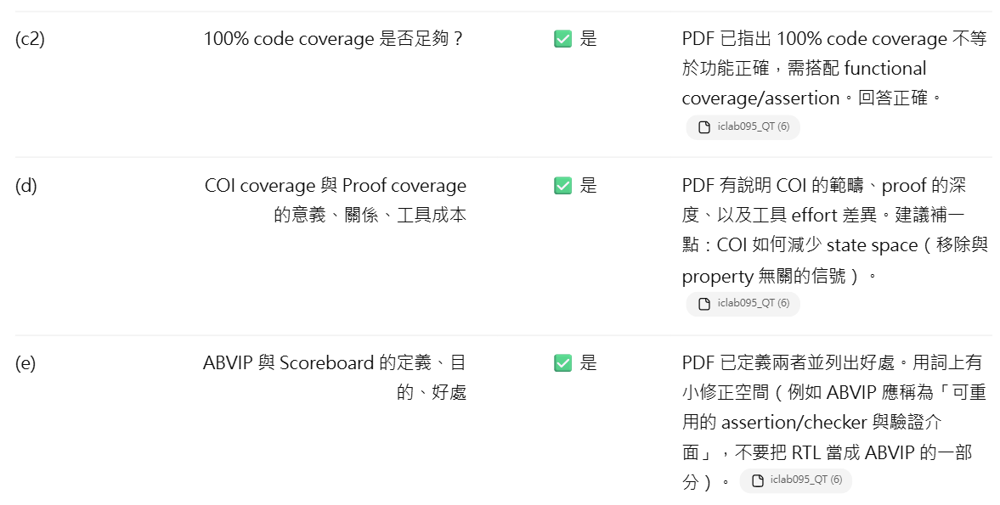 (c2)
100% code coverage 是否足夠？
✅ 是
PDF 已指出 100% code coverage 不等
於功能正確，需搭配 functional
coverage/assertion。回答正確。
iclab095_QT (6)
(d)
COI coverage 與 Proof coverage
的意義、關係、工具成本
✅ 是
PDF 有說明 COI 的範疇、proof 的深
度、以及工具 effort 差異。建議補一
點：COI 如何減少 state space（移除與
property 無關的信號）。
iclab095_QT (6)
(e)
ABVIP 與 Scoreboard 的定義、目
的、好處
✅ 是
PDF 已定義兩者並列出好處。用詞上有
小修正空間（例如 ABVIP 應稱為「可重
用的 assertion/checker 與驗證介
面」，不要把 RTL 當成 ABVIP 的一部
分）。 iclab095_QT (6)